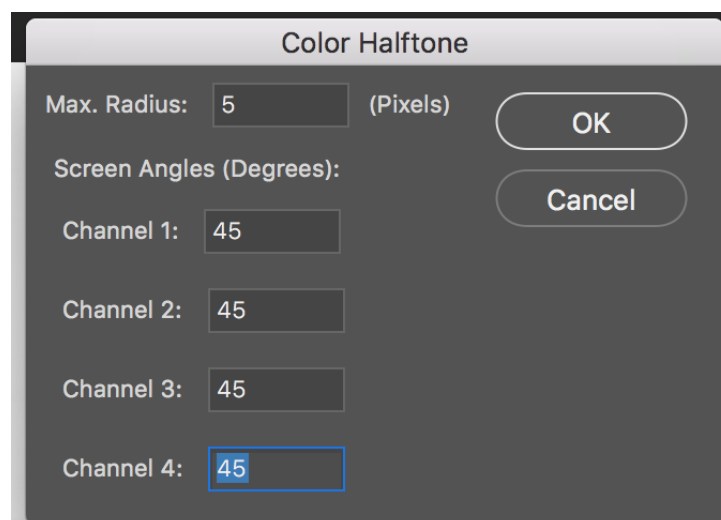 Color Halftone
Max. Radius: 5 (Pixels)
OK
Screen Angles (Degrees):
Cancel
Channel 1: 45
Channel 2: 45
Channel 3: 45
Channel 4: 45